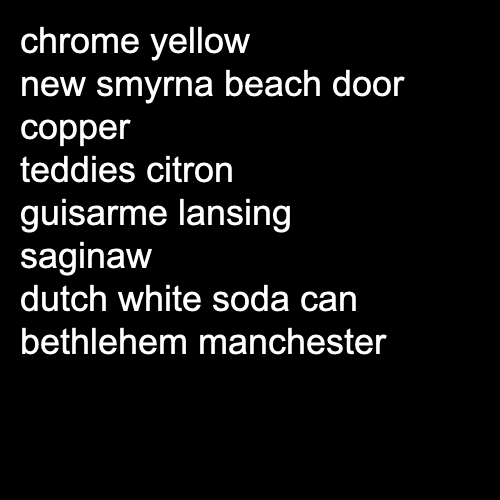 chrome yellow
new smyrna beach door
copper
teddies citron
guisarme lansing
saginaw
dutch white soda can
bethlehem manchester